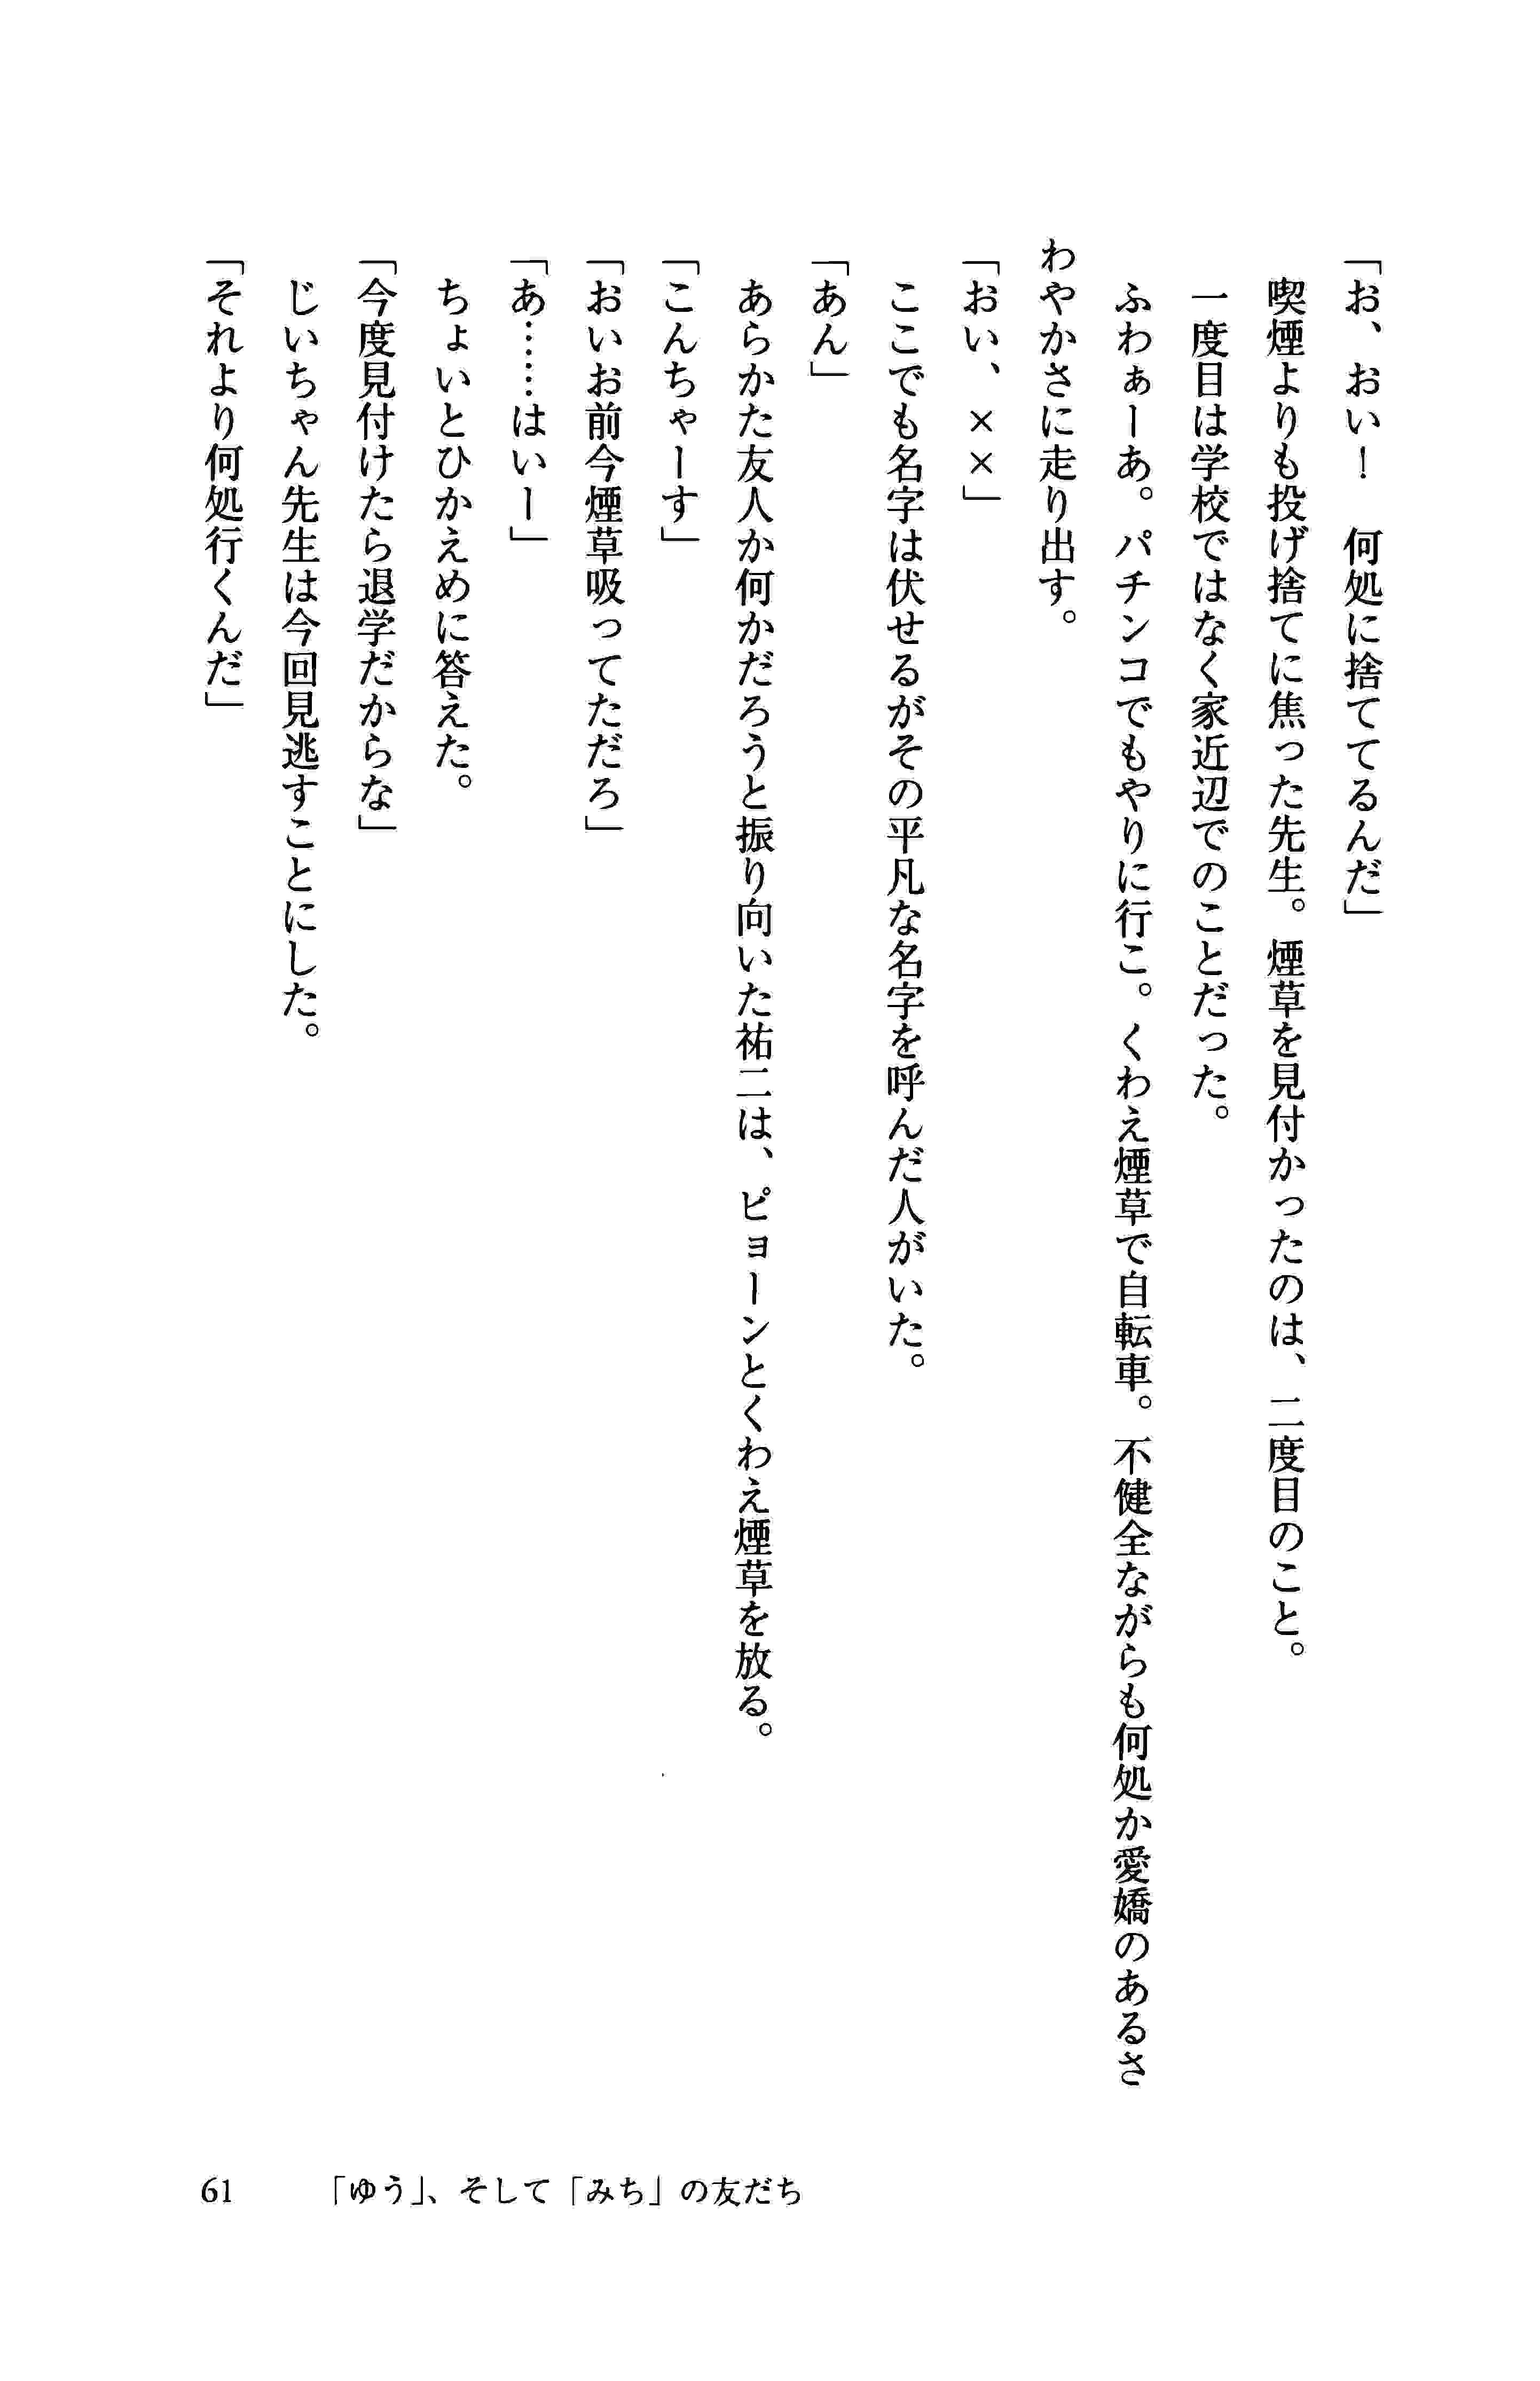 「お、おい！　何処に捨ててるんだ」
　喫煙よりも投げ捨てに焦った先生。煙草を見付かったのは、二度目のこと。
　一度目は学校ではなく家近辺でのことだった。
　ふわぁーあ。パチンコでもやりに行こ。くわえ煙草で自転車。不健全ながらも何処か愛嬌のあるさ
わやかさに走り出す。
「おい、××」
　ここでも名字は伏せるがその平凡な名字を呼んだ人がいた。
「あん」
　あらかた友人か何かだろうと振り向いた祐二は、ピョーンとくわえ煙草を放る。
「こんちゃーす」
「おいお前今煙草吸ってただろ」
「あ……はいー」
　ちょいとひかえめに答えた。
「今度見付けたら退学だからな」
　じいちゃん先生は今回見逃すことにした。
「それより何処行くんだ」
61　「ゆう」、そして「みち」の友だち